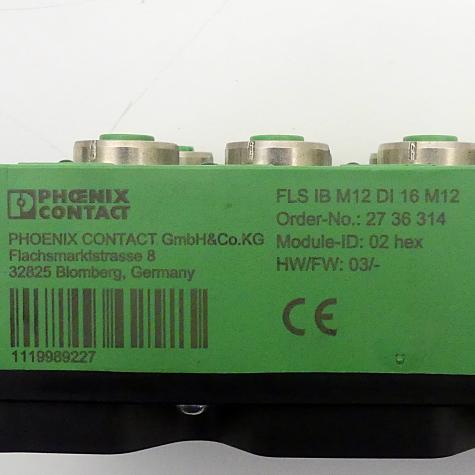 PHŒNIX
CONTACT
PHOENIX CONTACT GmbH&Co.KG
Flachsmarktstrasse 8
32825 Blomberg, Germany
1119989227
FLS IB M12 DI 16 M12
Order-No.: 27 36 314
Module-ID: 02 hex
HW/FW: 03/-
CE